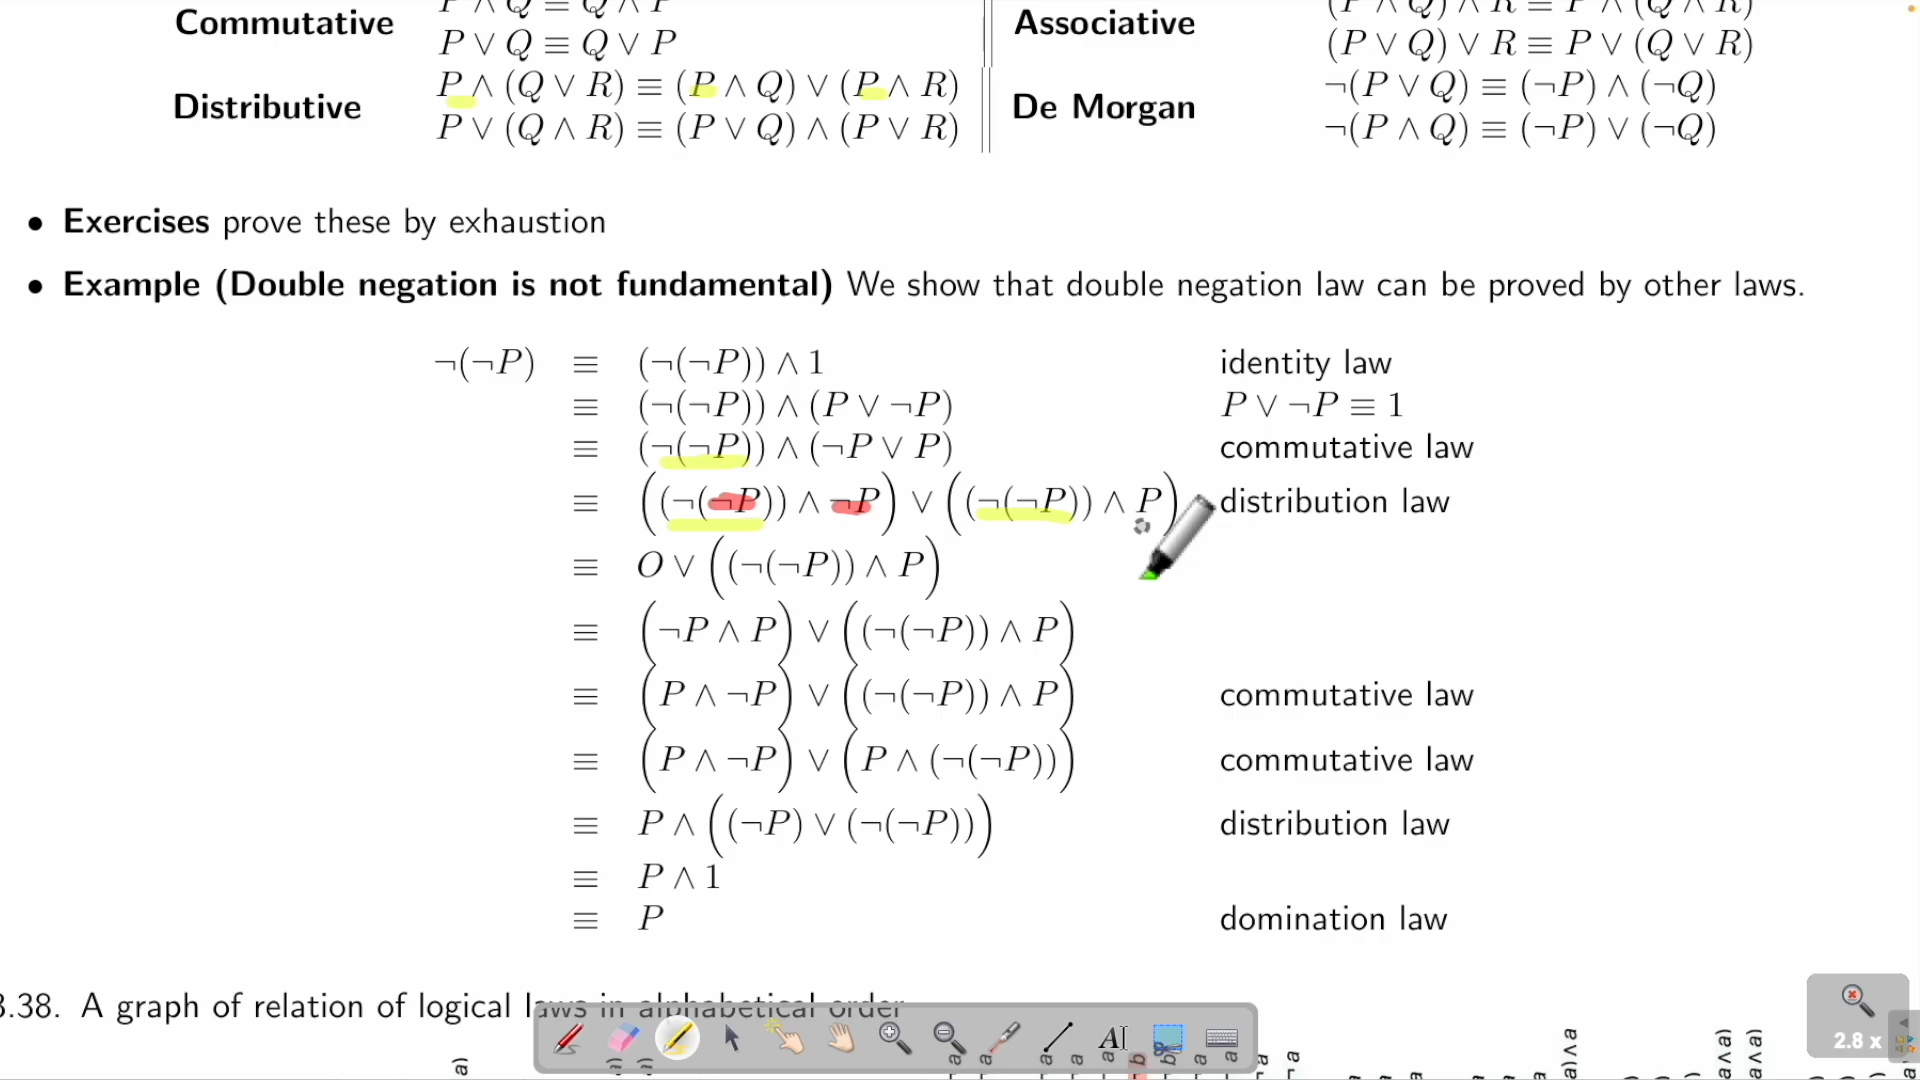 Commutative P ∧ Q ≡ Q ∧ P
P ∨ Q ≡ Q ∨ P
Associative (P ∧ Q) ∧ R ≡ P ∧ (Q ∧ R)
(P ∨ Q) ∨ R ≡ P ∨ (Q ∨ R)
Distributive P ∧ (Q ∨ R) ≡ (P ∧ Q) ∨ (P ∧ R)
P ∨ (Q ∧ R) ≡ (P ∨ Q) ∧ (P ∨ R)
De Morgan ¬(P ∨ Q) ≡ (¬P) ∧ (¬Q)
¬(P ∧ Q) ≡ (¬P) ∨ (¬Q)
• Exercises prove these by exhaustion
• Example (Double negation is not fundamental) We show that double negation law can be proved by other laws.
¬(¬P) ≡ (¬(¬P)) ∧ 1 identity law
≡ (¬(¬P)) ∧ (P ∨ ¬P) P ∨ ¬P ≡ 1
≡ (¬(¬P)) ∧ (¬P ∨ P) commutative law
≡ ((¬(¬P)) ∧ ¬P) ∨ ((¬(¬P)) ∧ P) distribution law
≡ O ∨ ((¬(¬P)) ∧ P)
≡ (¬P ∧ P) ∨ ((¬(¬P)) ∧ P)
≡ (P ∧ ¬P) ∨ ((¬(¬P)) ∧ P) commutative law
≡ (P ∧ ¬P) ∨ (P ∧ (¬(¬P))) commutative law
≡ P ∧ ((¬P) ∨ (¬(¬P))) distribution law
≡ P ∧ 1
≡ P domination law
3.38. A graph of relation of logical laws in alphabetical order
2.8 x